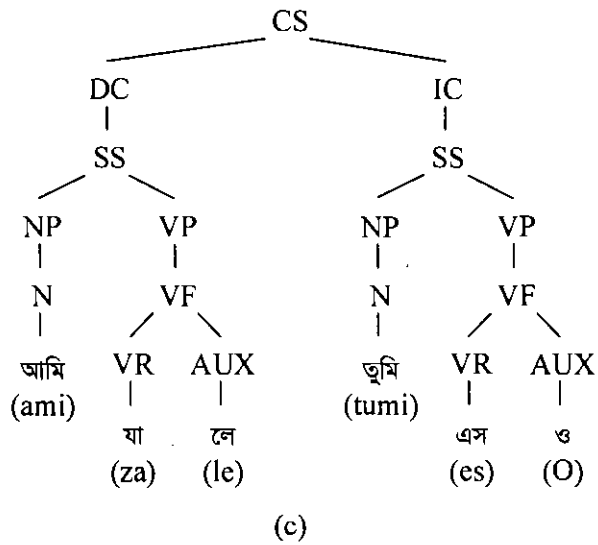 CS
DC IC
SS SS
NP VP NP VP
N VF N VF
আমি VR AUX তুমি VR AUX
(ami) (tumi)
যা লে এস ও
(za) (le) (es) (O)
(c)